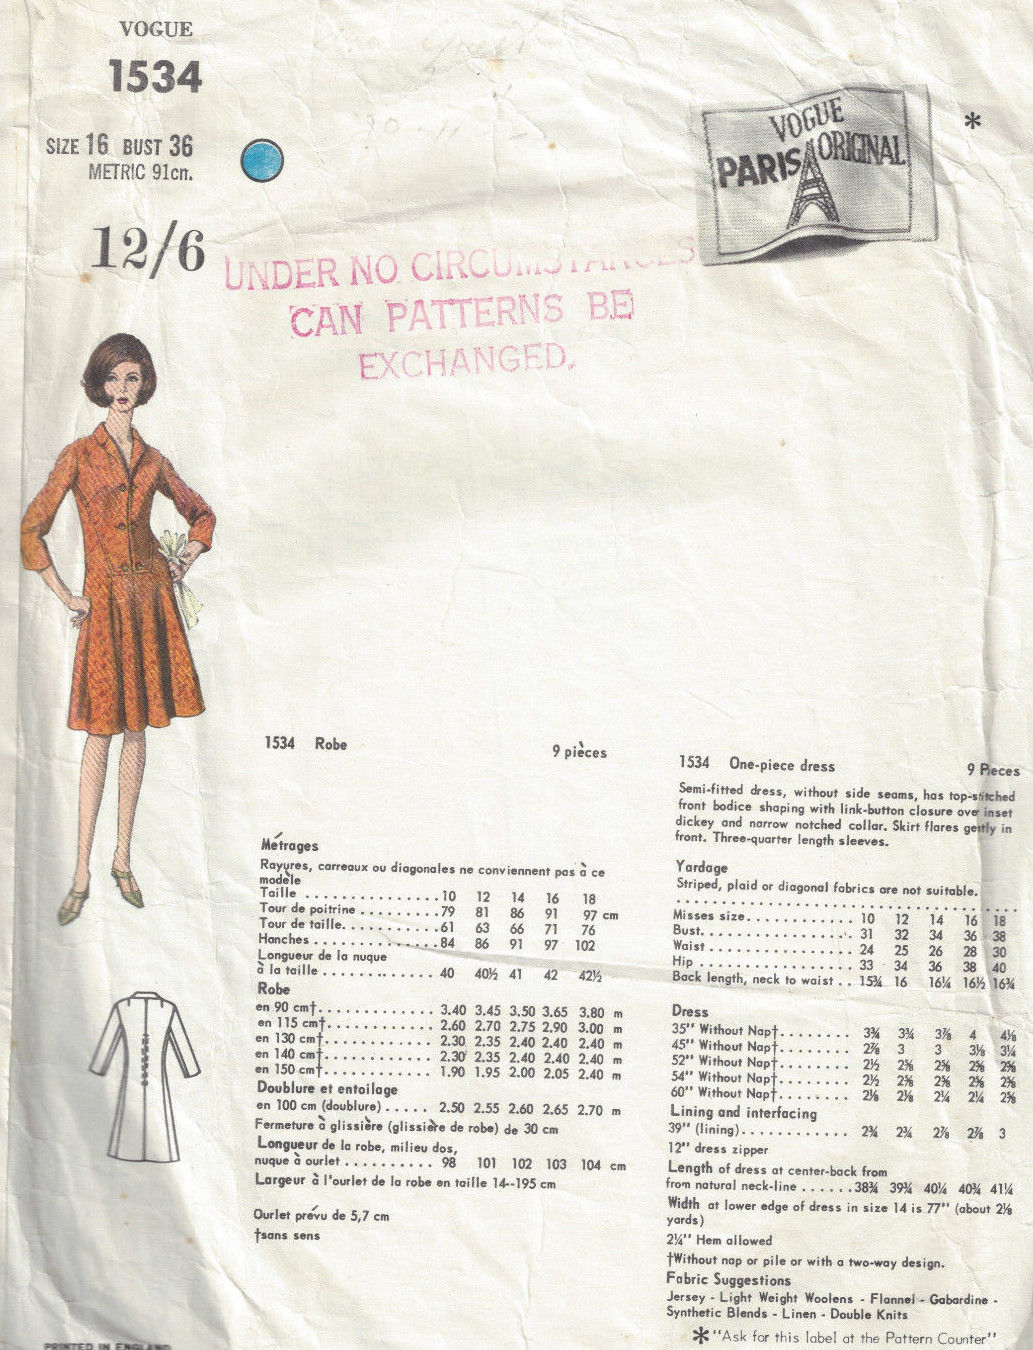 VOGUE
1534
SIZE 16 BUST 36
METRIC 91cn.
12/6
VOGUE
PARIS ORIGINAL
*
UNDER NO CIRCUMSTANCES
CAN PATTERNS BE
EXCHANGED.
1534 Robe
9 pièces
Métrages
Rayures, carreaux ou diagonales ne conviennent pas à ce
modèle
Taille ................ 10 12 14 16 18
Tour de poitrine ......... 79 81 86 91 97 cm
Tour de taille............ 61 63 66 71 76
Hanches ............... 84 86 91 97 102
Longueur de la nuque
à la taille .............. 40 40½ 41 42 42½
Robe
en 90 cm†.............. 3.40 3.45 3.50 3.65 3.80 m
en 115 cm†............. 2.60 2.70 2.75 2.90 3.00 m
en 130 cm†............. 2.30 2.35 2.40 2.40 2.40 m
en 140 cm†............. 2.30 2.35 2.40 2.40 2.40 m
en 150 cm†............. 1.90 1.95 2.00 2.05 2.40 m
Doublure et entoilage
en 100 cm (doublure) ..... 2.50 2.55 2.60 2.65 2.70 m
Fermeture à glissière (glissière de robe) de 30 cm
Longueur de la robe, milieu dos,
nuque à ourlet .......... 98 101 102 103 104 cm
Largeur à l'ourlet de la robe en taille 14--195 cm
Ourlet prévu de 5,7 cm
†sans sens
1534 One-piece dress
9 Pieces
Semi-fitted dress, without side seams, has top-stitched
front bodice shaping with link-button closure over inset
dickey and narrow notched collar. Skirt flares gently in
front. Three-quarter length sleeves.
Yardage
Striped, plaid or diagonal fabrics are not suitable.
Misses size............. 10 12 14 16 18
Bust.................. 31 32 34 36 38
Waist ................. 24 25 26 28 30
Hip .................. 33 34 36 38 40
Back length, neck to waist .. 15¾ 16 16¼ 16½ 16¾
Dress
35" Without Nap†........ 3¾ 3¾ 3⅞ 4 4⅛
45" Without Nap†........ 2⅞ 3 3 3⅛ 3¼
52" Without Nap†........ 2½ 2⅝ 2⅝ 2⅝ 2⅝
54" Without Nap†........ 2½ 2⅝ 2⅝ 2⅝ 2⅝
60" Without Nap†........ 2⅛ 2⅛ 2¼ 2¼ 2⅝
Lining and interfacing
39" (lining)............. 2¾ 2¾ 2⅞ 2⅞ 3
12" dress zipper
Length of dress at center-back from
from natural neck-line ...... 38¾ 39¾ 40¼ 40¾ 41¼
Width at lower edge of dress in size 14 is 77" (about 2⅛
yards)
2¼" Hem allowed
†Without nap or pile or with a two-way design.
Fabric Suggestions
Jersey - Light Weight Woolens - Flannel - Gabardine -
Synthetic Blends - Linen - Double Knits
* "Ask for this label at the Pattern Counter"
PRINTED IN ENGLAND